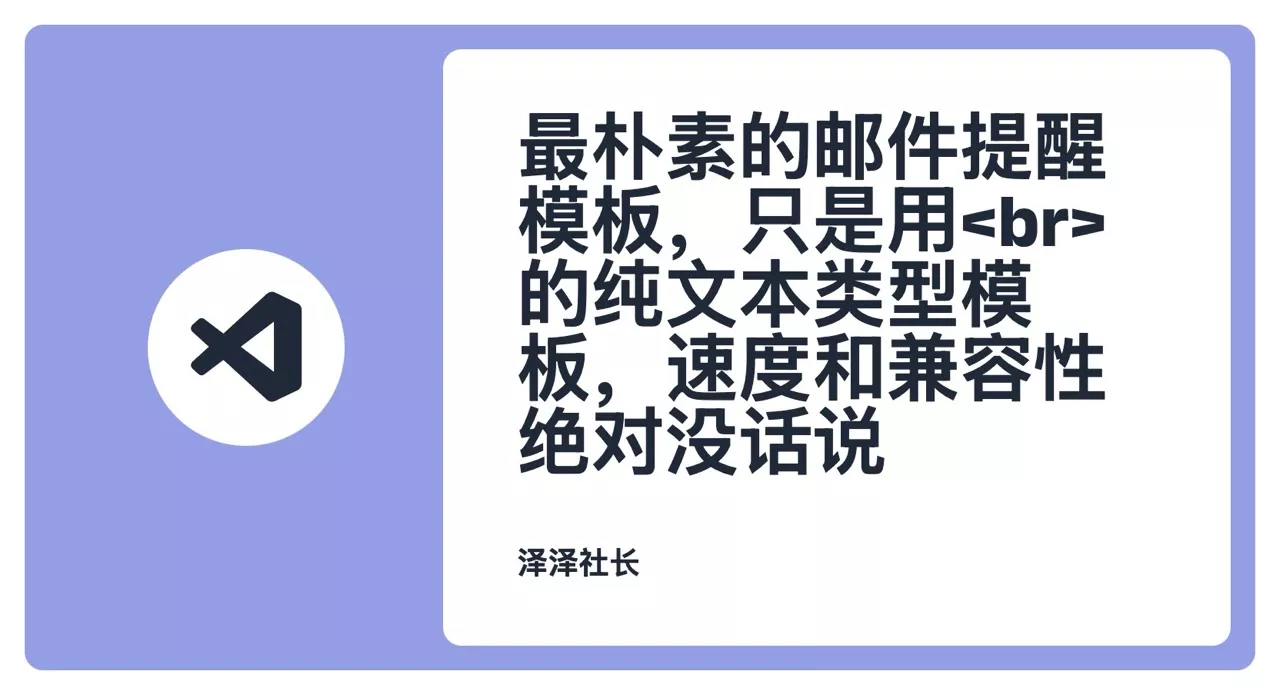 最朴素的邮件提醒
模板，只是用<br>
的纯文本类型模
板，速度和兼容性
绝对没话说
泽泽社长